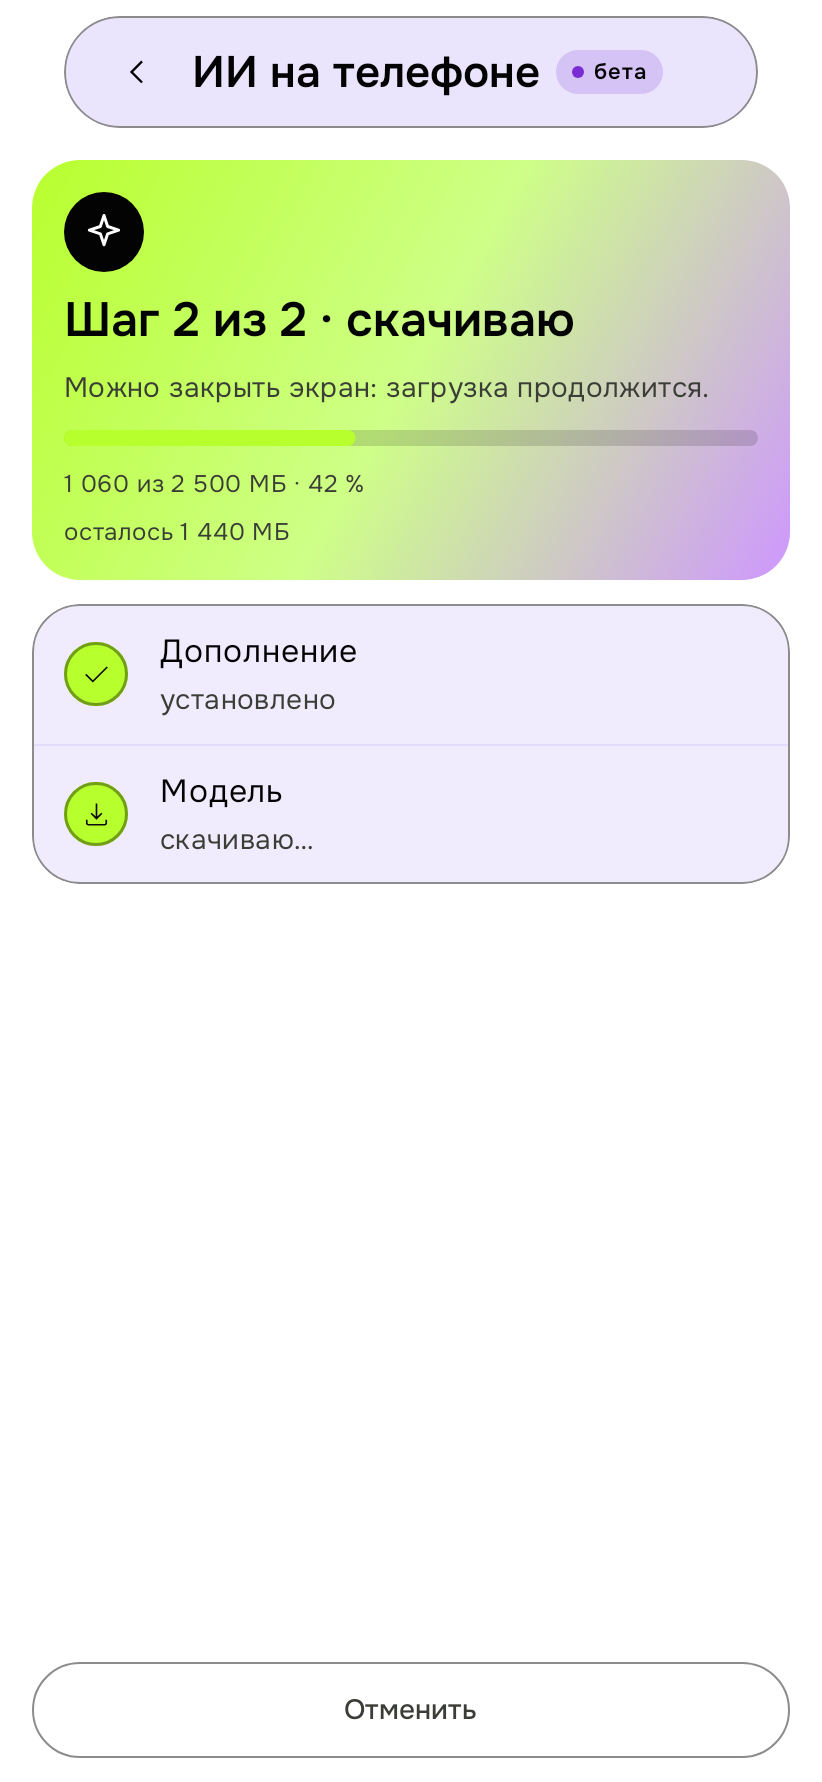 ИИ на телефоне
бета
Шаг 2 из 2 · скачиваю
Можно закрыть экран: загрузка продолжится.
1 060 из 2 500 МБ · 42 %
осталось 1 440 МБ
Дополнение
установлено
Модель
скачиваю...
Отменить